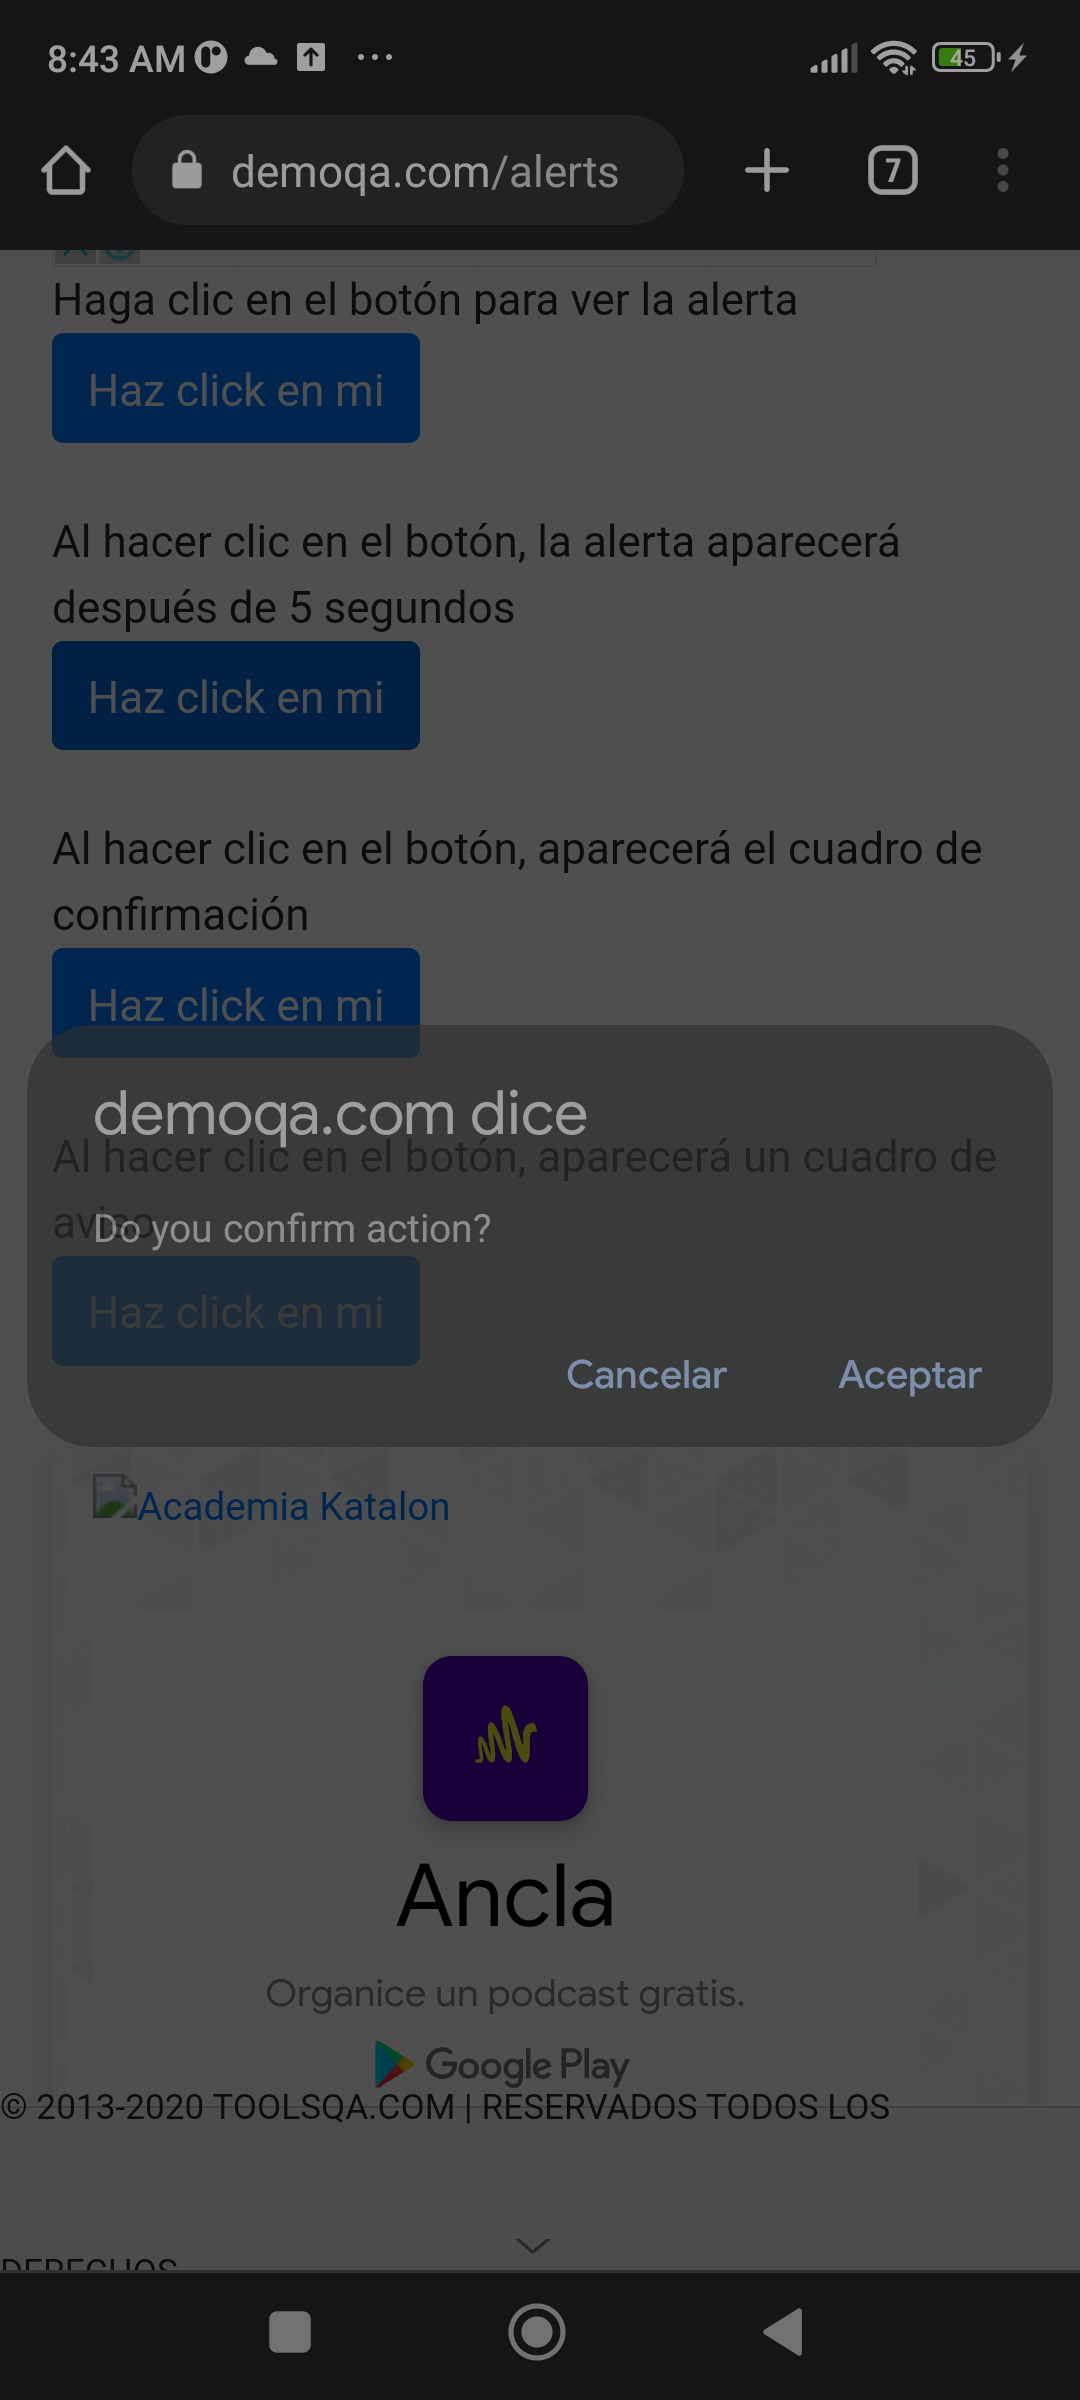 8:43 AM
45
demoqa.com/alerts
7
Haga clic en el botón para ver la alerta
Haz click en mi
Al hacer clic en el botón, la alerta aparecerá
después de 5 segundos
Haz click en mi
Al hacer clic en el botón, aparecerá el cuadro de
confirmación
Haz click en mi
demoqa.com dice
Al hacer clic en el botón, aparecerá un cuadro de
aviso
Do you confirm action?
Haz click en mi
Cancelar
Aceptar
Academia Katalon
Ancla
Organice un podcast gratis.
Google Play
© 2013-2020 TOOLSQA.COM | RESERVADOS TODOS LOS
DERECHOS